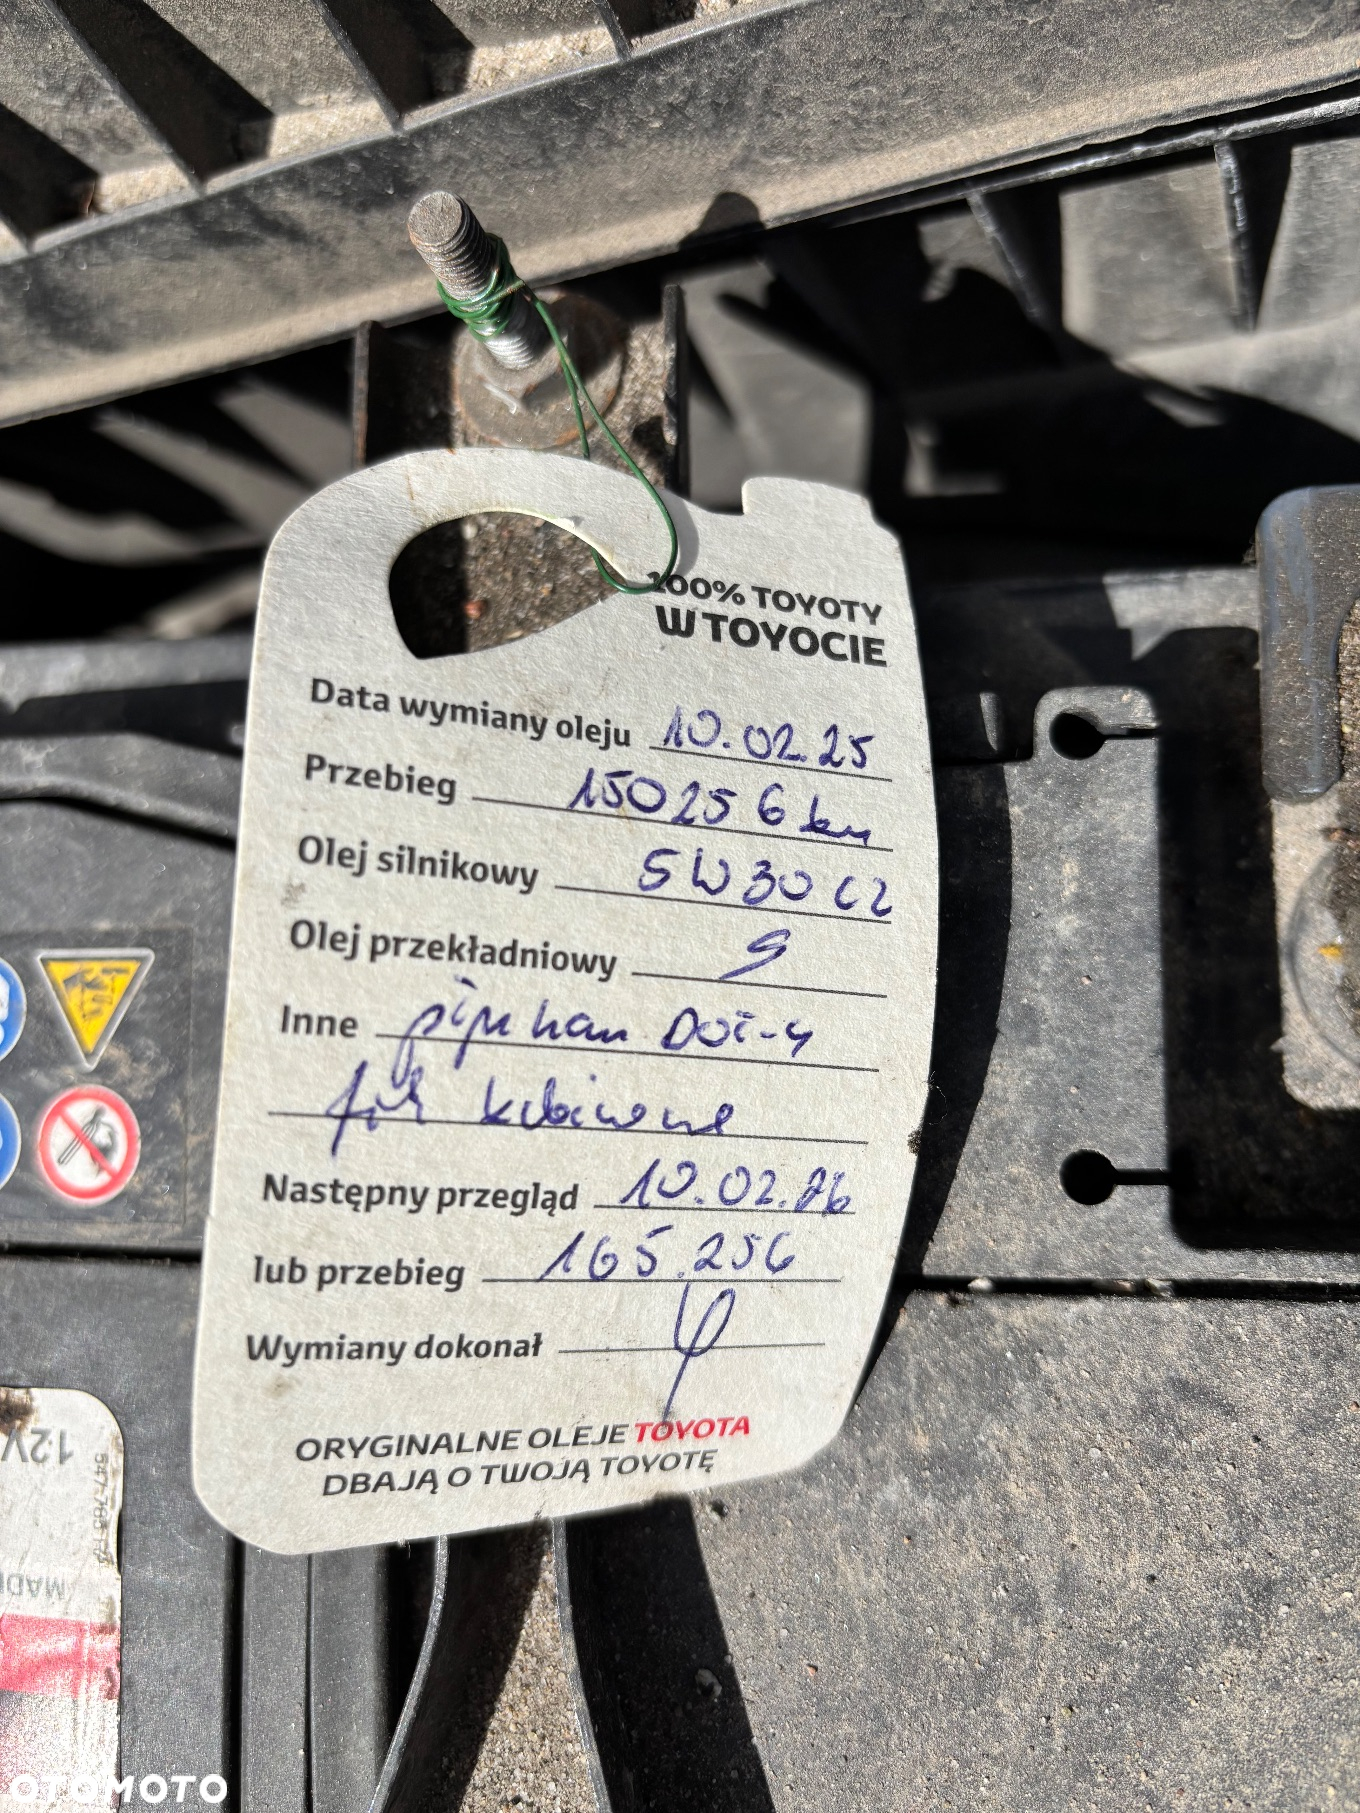 100% TOYOTY
W TOYOCIE
Data wymiany oleju 10.02.25
Przebieg 150256 km
Olej silnikowy 5W30 C2
Olej przekładniowy
Inne płyn ham DOT-4
filtr kabinowe
Następny przegląd 10.02.26
lub przebieg 165.256
Wymiany dokonał
ORYGINALNE OLEJE TOYOTA
DBAJĄ O TWOJĄ TOYOTĘ
12V
MADE
OTOMOTO